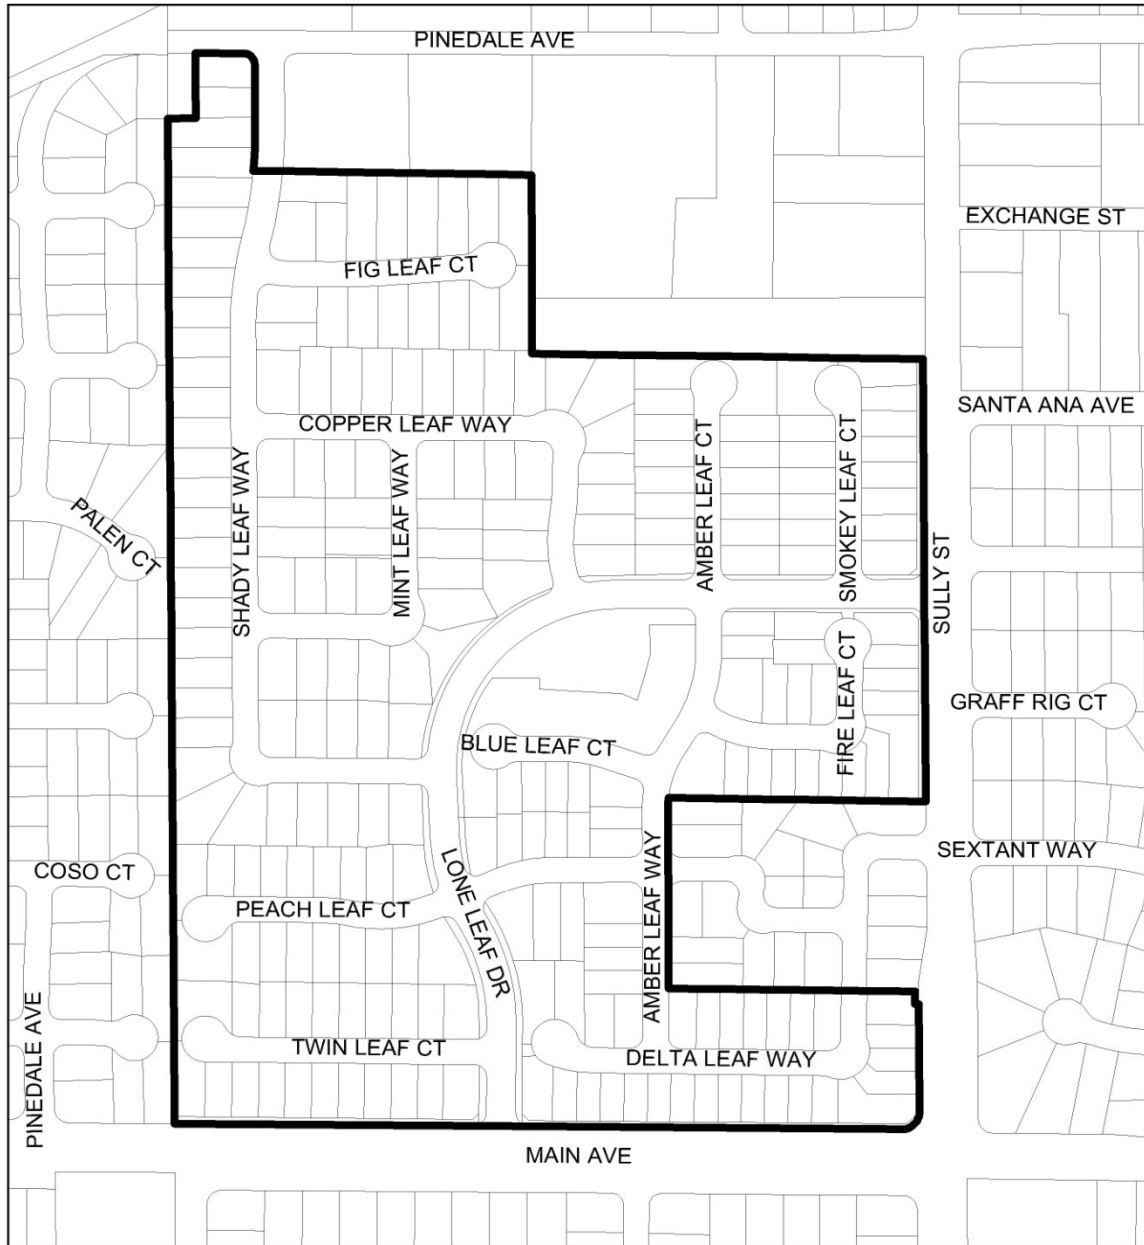 PINEDALE AVE
EXCHANGE ST
FIG LEAF CT
SANTA ANA AVE
COPPER LEAF WAY
SHADY LEAF WAY
MINT LEAF WAY
AMBER LEAF CT
SMOKEY LEAF CT
PALEN CT
SULLY ST
FIRE LEAF CT
GRAFF RIG CT
BLUE LEAF CT
SEXTANT WAY
COSO CT
LONE LEAF DR
AMBER LEAF WAY
PEACH LEAF CT
PINEDALE AVE
TWIN LEAF CT
DELTA LEAF WAY
MAIN AVE